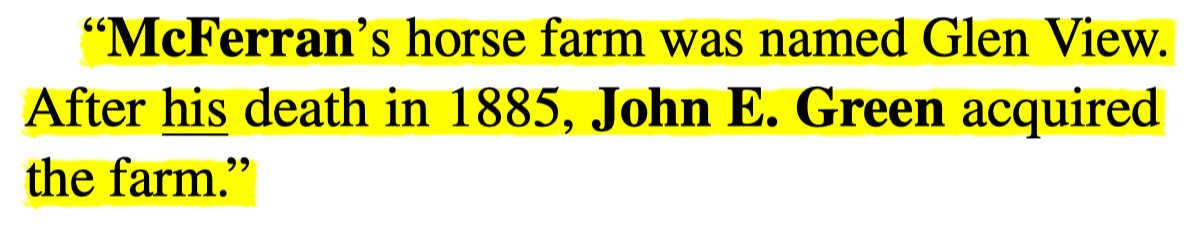 “McFerran’s horse farm was named Glen View.
After his death in 1885, John E. Green acquired
the farm.”